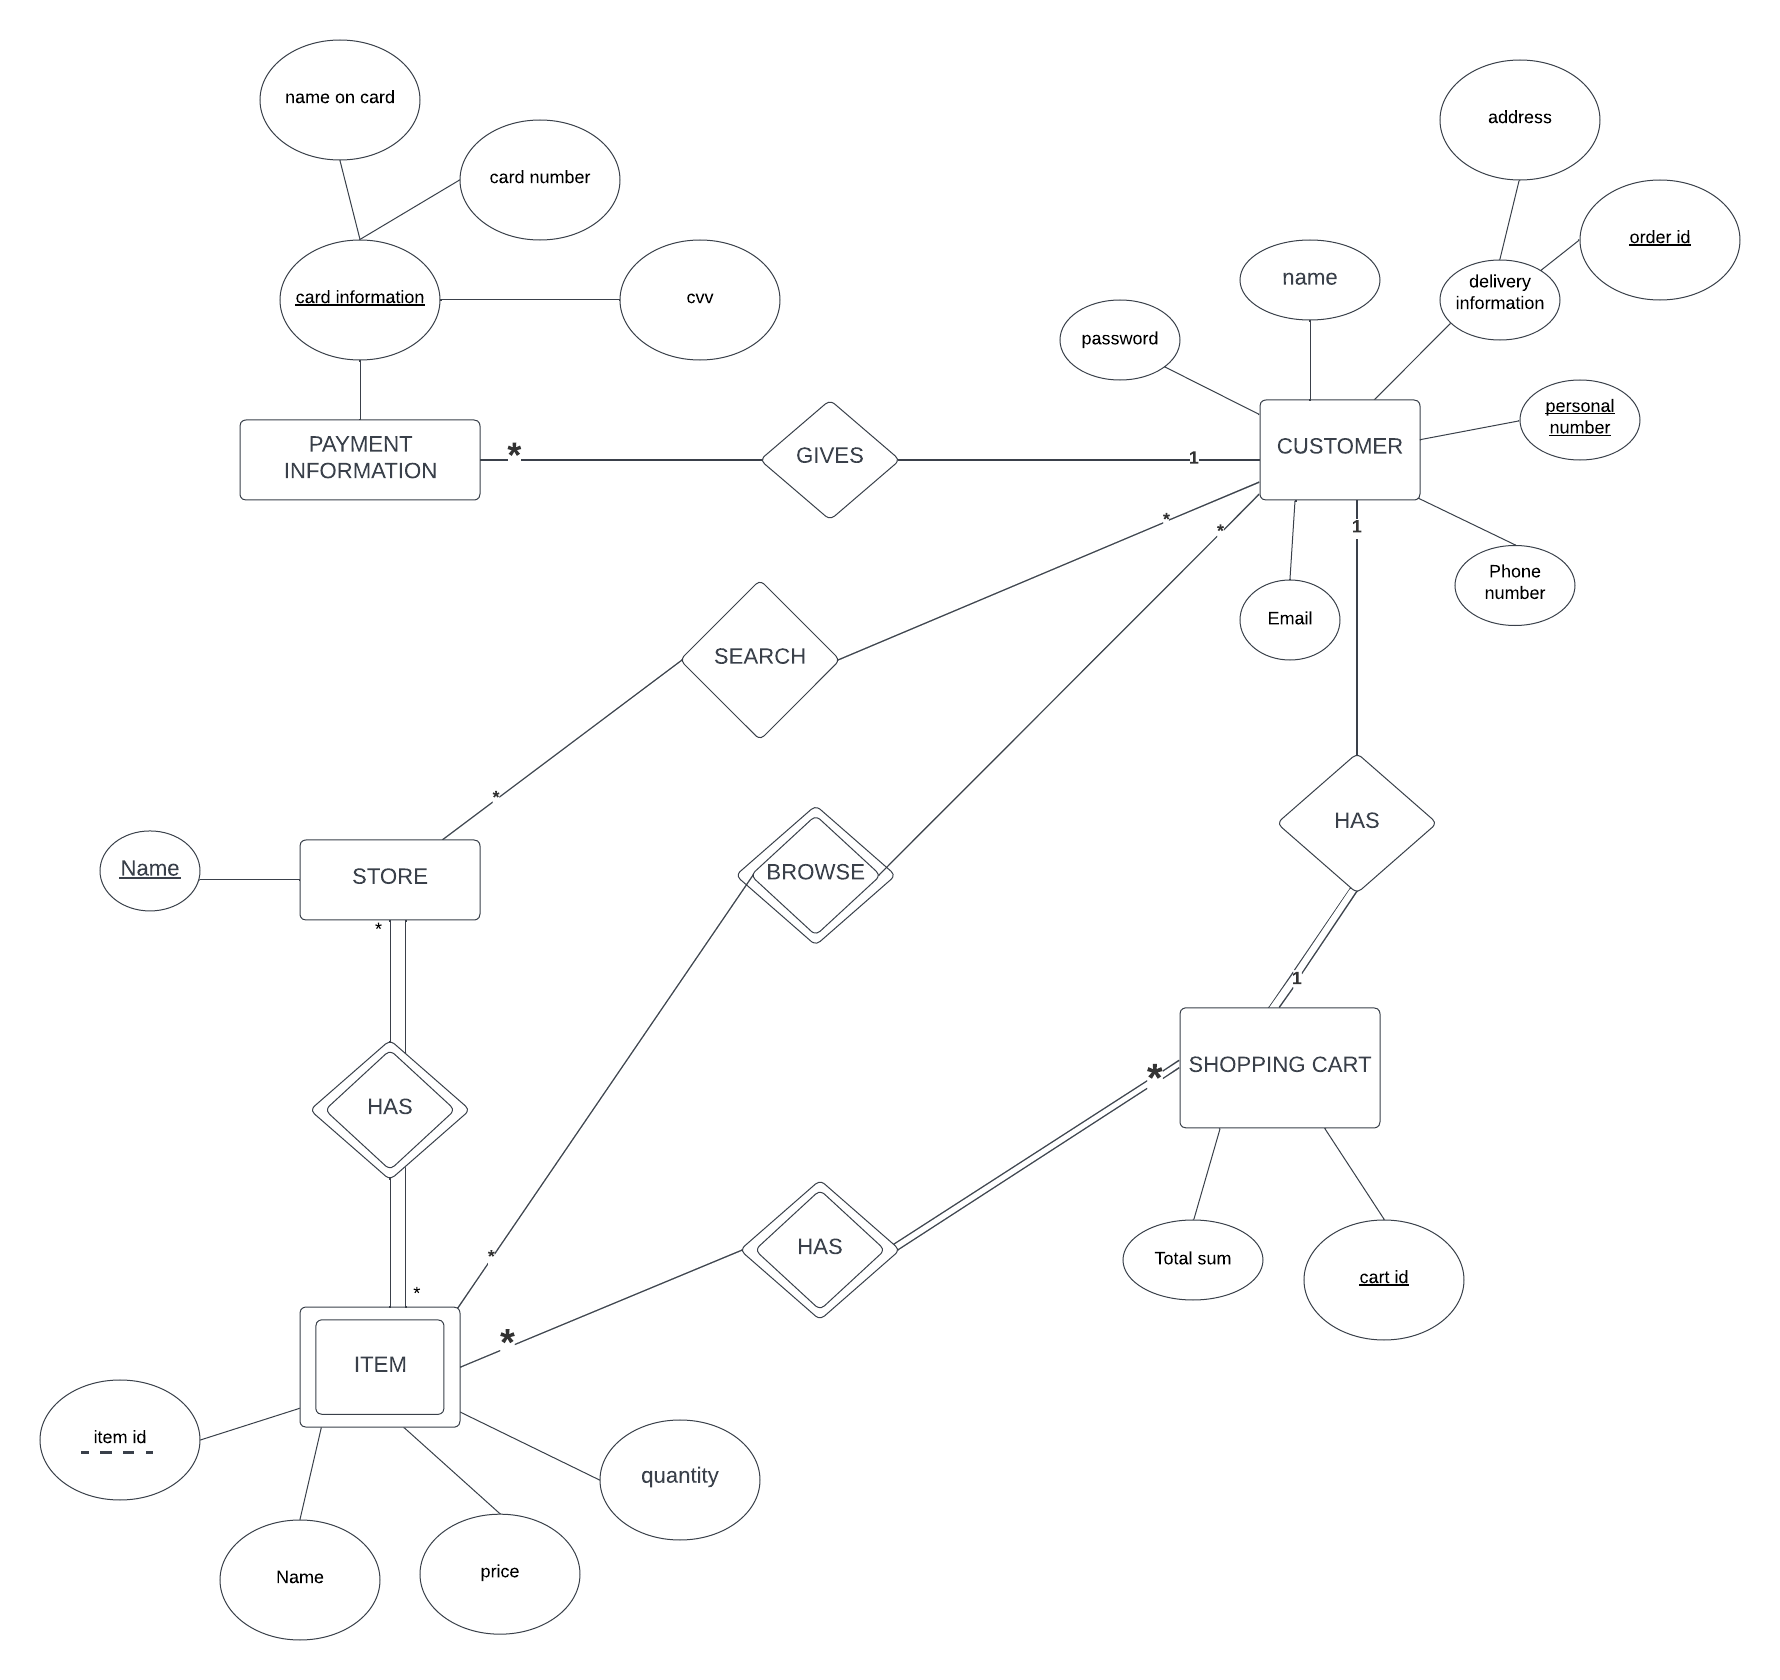 name on card
address
card number
order id
name
delivery
information
card information
cvv
password
personal
number
PAYMENT
INFORMATION
*
GIVES
1
CUSTOMER
*
*
1
Phone
number
Email
SEARCH
*
HAS
Name
STORE
BROWSE
*
1
SHOPPING CART
*
HAS
*
HAS
Total sum
cart id
*
*
ITEM
item id
quantity
Name
price